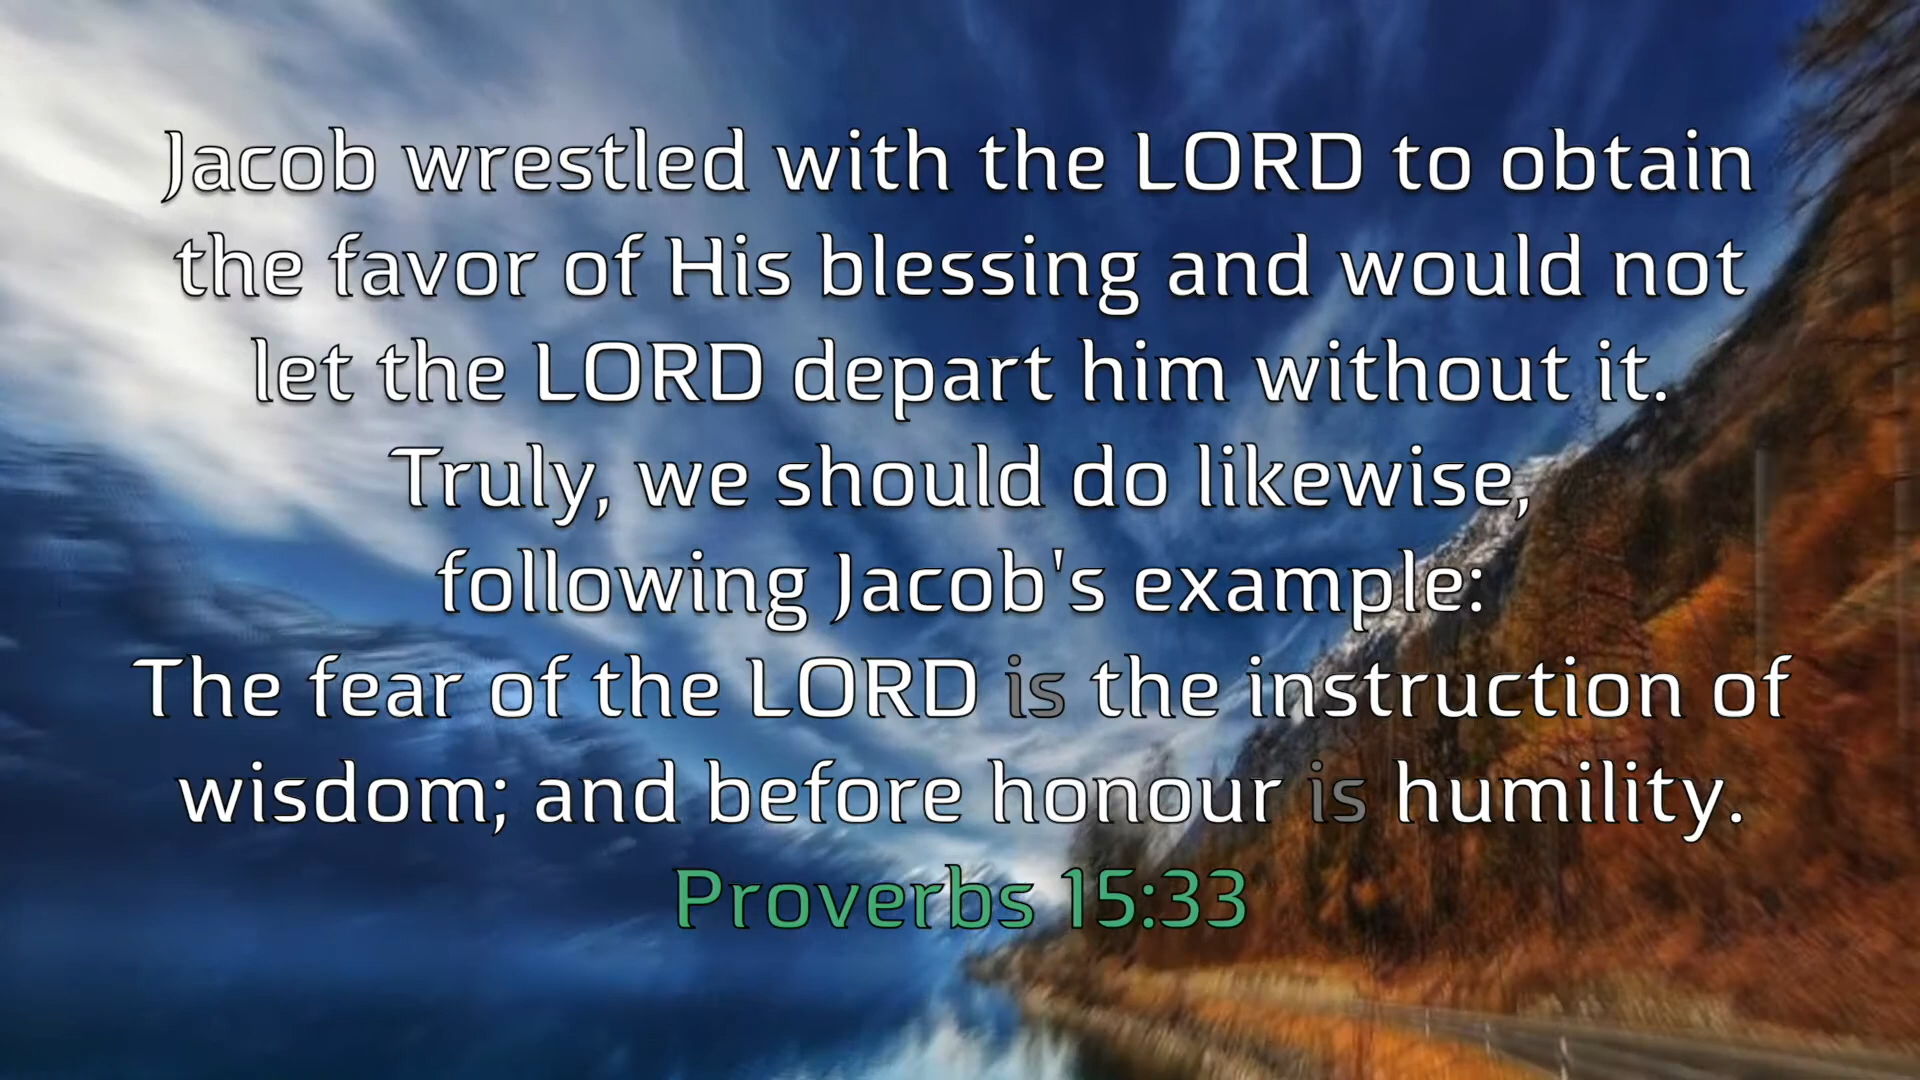 Jacob wrestled with the LORD to obtain
the favor of His blessing and would not
let the LORD depart him without it.
Truly, we should do likewise,
following Jacob's example:
The fear of the LORD is the instruction of
wisdom; and before honour is humility.
Proverbs 15:33